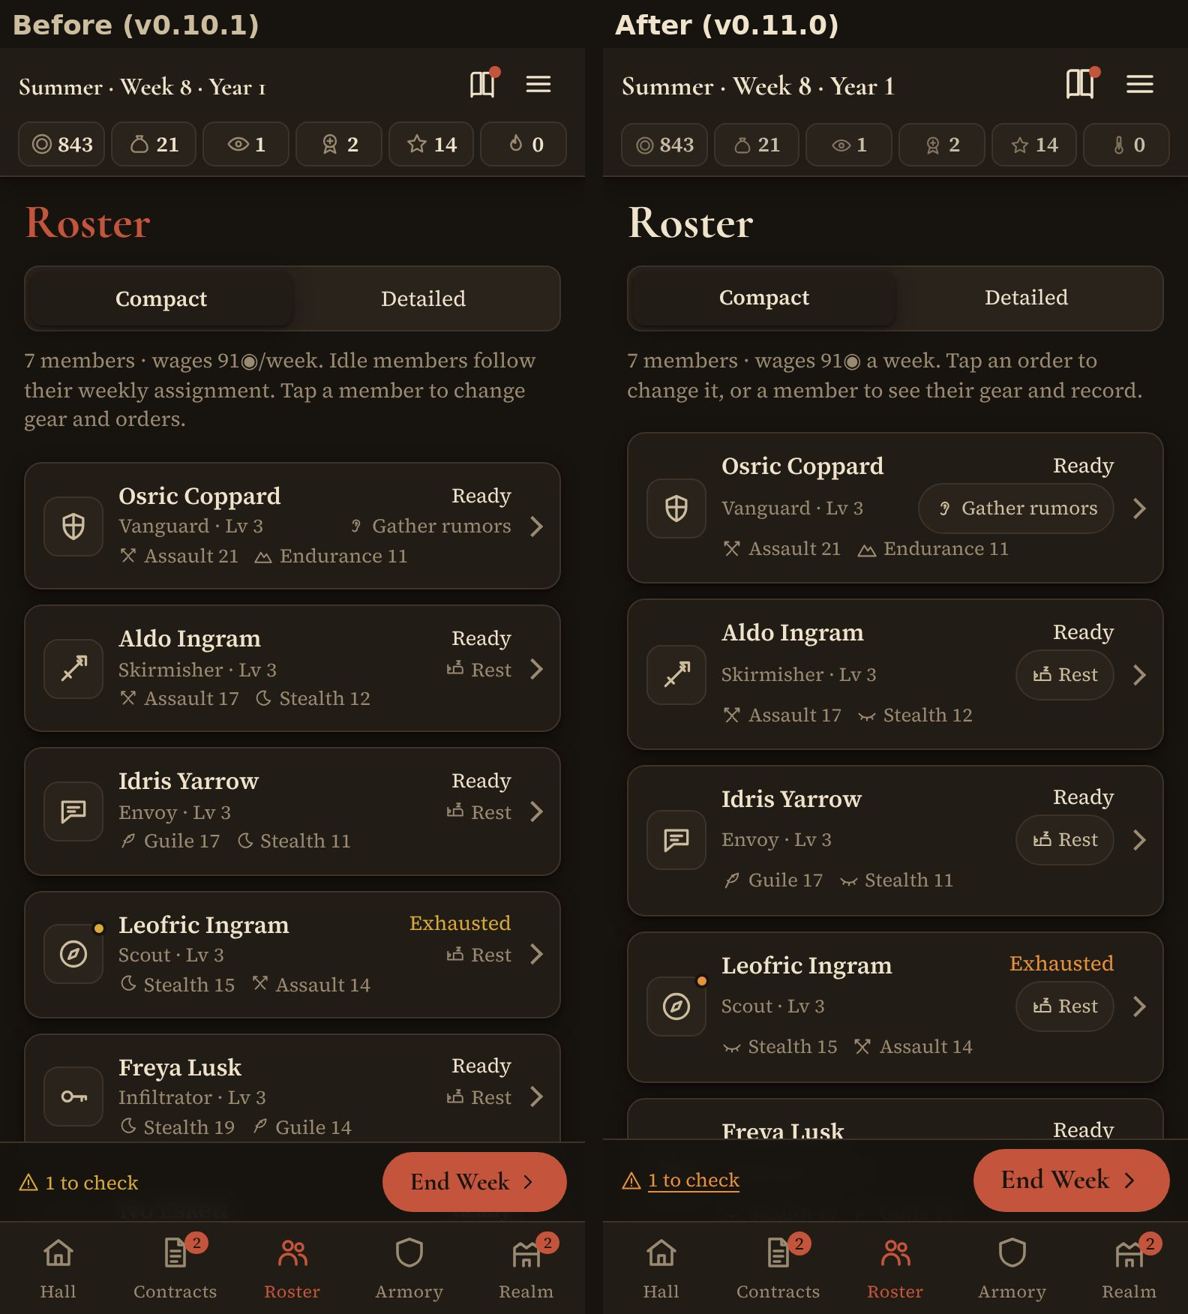 Before (v0.10.1)
Summer · Week 8 · Year 1
843 21 1 2 14 0
Roster
Compact Detailed
7 members · wages 91◉/week. Idle members follow
their weekly assignment. Tap a member to change
gear and orders.
Osric Coppard Ready
Vanguard · Lv 3 Gather rumors
Assault 21 Endurance 11
Aldo Ingram Ready
Skirmisher · Lv 3 Rest
Assault 17 Stealth 12
Idris Yarrow Ready
Envoy · Lv 3 Rest
Guile 17 Stealth 11
Leofric Ingram Exhausted
Scout · Lv 3 Rest
Stealth 15 Assault 14
Freya Lusk Ready
Infiltrator · Lv 3 Rest
Stealth 19 Guile 14
1 to check End Week
2 2
Hall Contracts Roster Armory Realm
After (v0.11.0)
Summer · Week 8 · Year 1
843 21 1 2 14 0
Roster
Compact Detailed
7 members · wages 91◉ a week. Tap an order to
change it, or a member to see their gear and record.
Osric Coppard Ready
Vanguard · Lv 3 Gather rumors
Assault 21 Endurance 11
Aldo Ingram Ready
Skirmisher · Lv 3 Rest
Assault 17 Stealth 12
Idris Yarrow Ready
Envoy · Lv 3 Rest
Guile 17 Stealth 11
Leofric Ingram Exhausted
Scout · Lv 3 Rest
Stealth 15 Assault 14
Freya Lusk Ready
1 to check End Week
2 2
Hall Contracts Roster Armory Realm